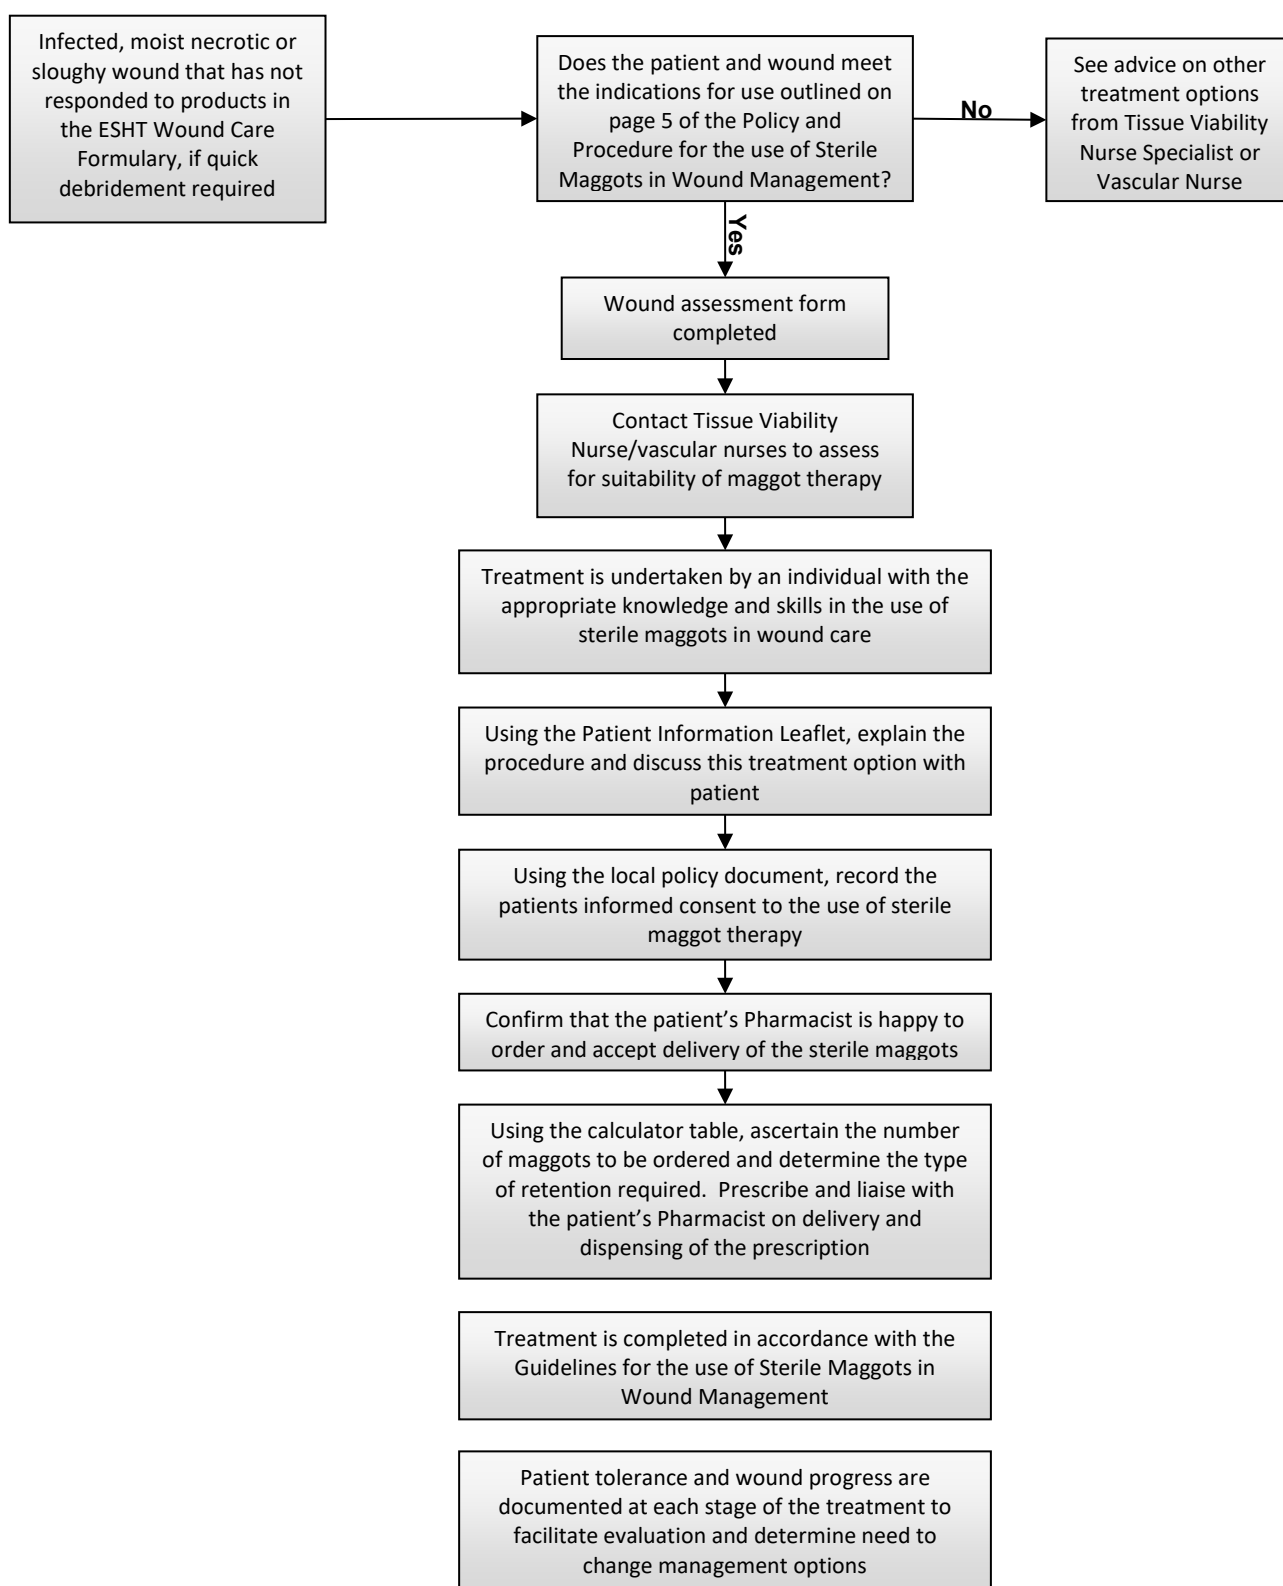 Infected, moist necrotic or
sloughy wound that has not
responded to products in
the ESHT Wound Care
Formulary, if quick
debridement required
Does the patient and wound meet
the indications for use outlined on
page 5 of the Policy and
Procedure for the use of Sterile
Maggots in Wound Management?
No
See advice on other
treatment options
from Tissue Viability
Nurse Specialist or
Vascular Nurse
Yes
Wound assessment form
completed
Contact Tissue Viability
Nurse/vascular nurses to assess
for suitability of maggot therapy
Treatment is undertaken by an individual with the
appropriate knowledge and skills in the use of
sterile maggots in wound care
Using the Patient Information Leaflet, explain the
procedure and discuss this treatment option with
patient
Using the local policy document, record the
patients informed consent to the use of sterile
maggot therapy
Confirm that the patient’s Pharmacist is happy to
order and accept delivery of the sterile maggots
Using the calculator table, ascertain the number
of maggots to be ordered and determine the type
of retention required.  Prescribe and liaise with
the patient’s Pharmacist on delivery and
dispensing of the prescription
Treatment is completed in accordance with the
Guidelines for the use of Sterile Maggots in
Wound Management
Patient tolerance and wound progress are
documented at each stage of the treatment to
facilitate evaluation and determine need to
change management options